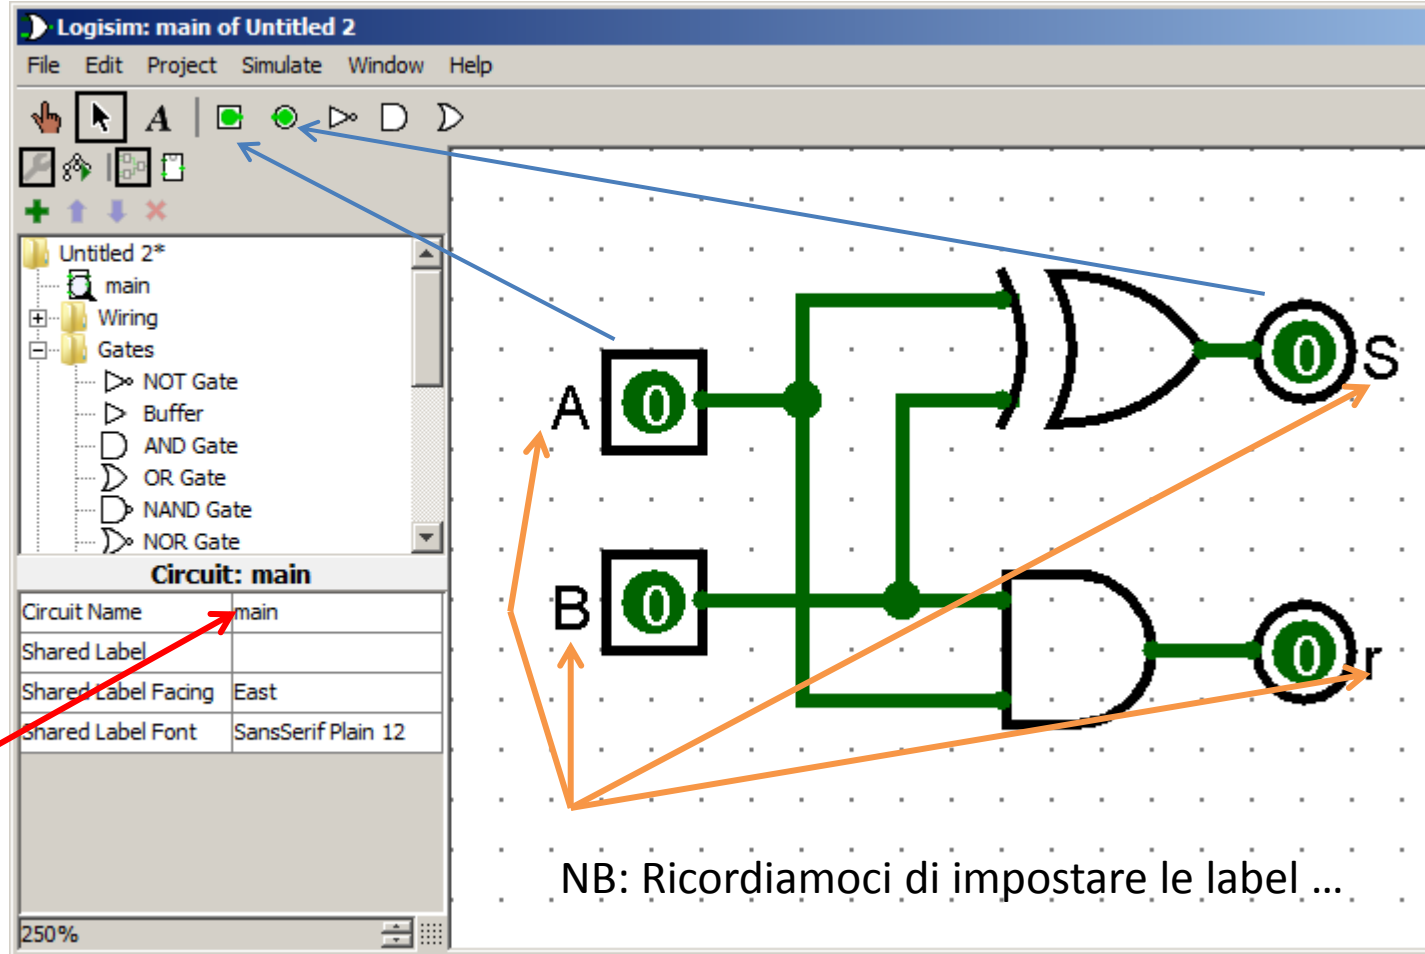 Logisim: main of Untitled 2
File Edit Project Simulate Window Help
A
Untitled 2*
main
Wiring
Gates
NOT Gate
Buffer
AND Gate
OR Gate
NAND Gate
NOR Gate
Circuit: main
Circuit Name main
Shared Label
Shared Label Facing East
Shared Label Font SansSerif Plain 12
250%
A 0
B 0
0 S
0 r
NB: Ricordiamoci di impostare le label ...